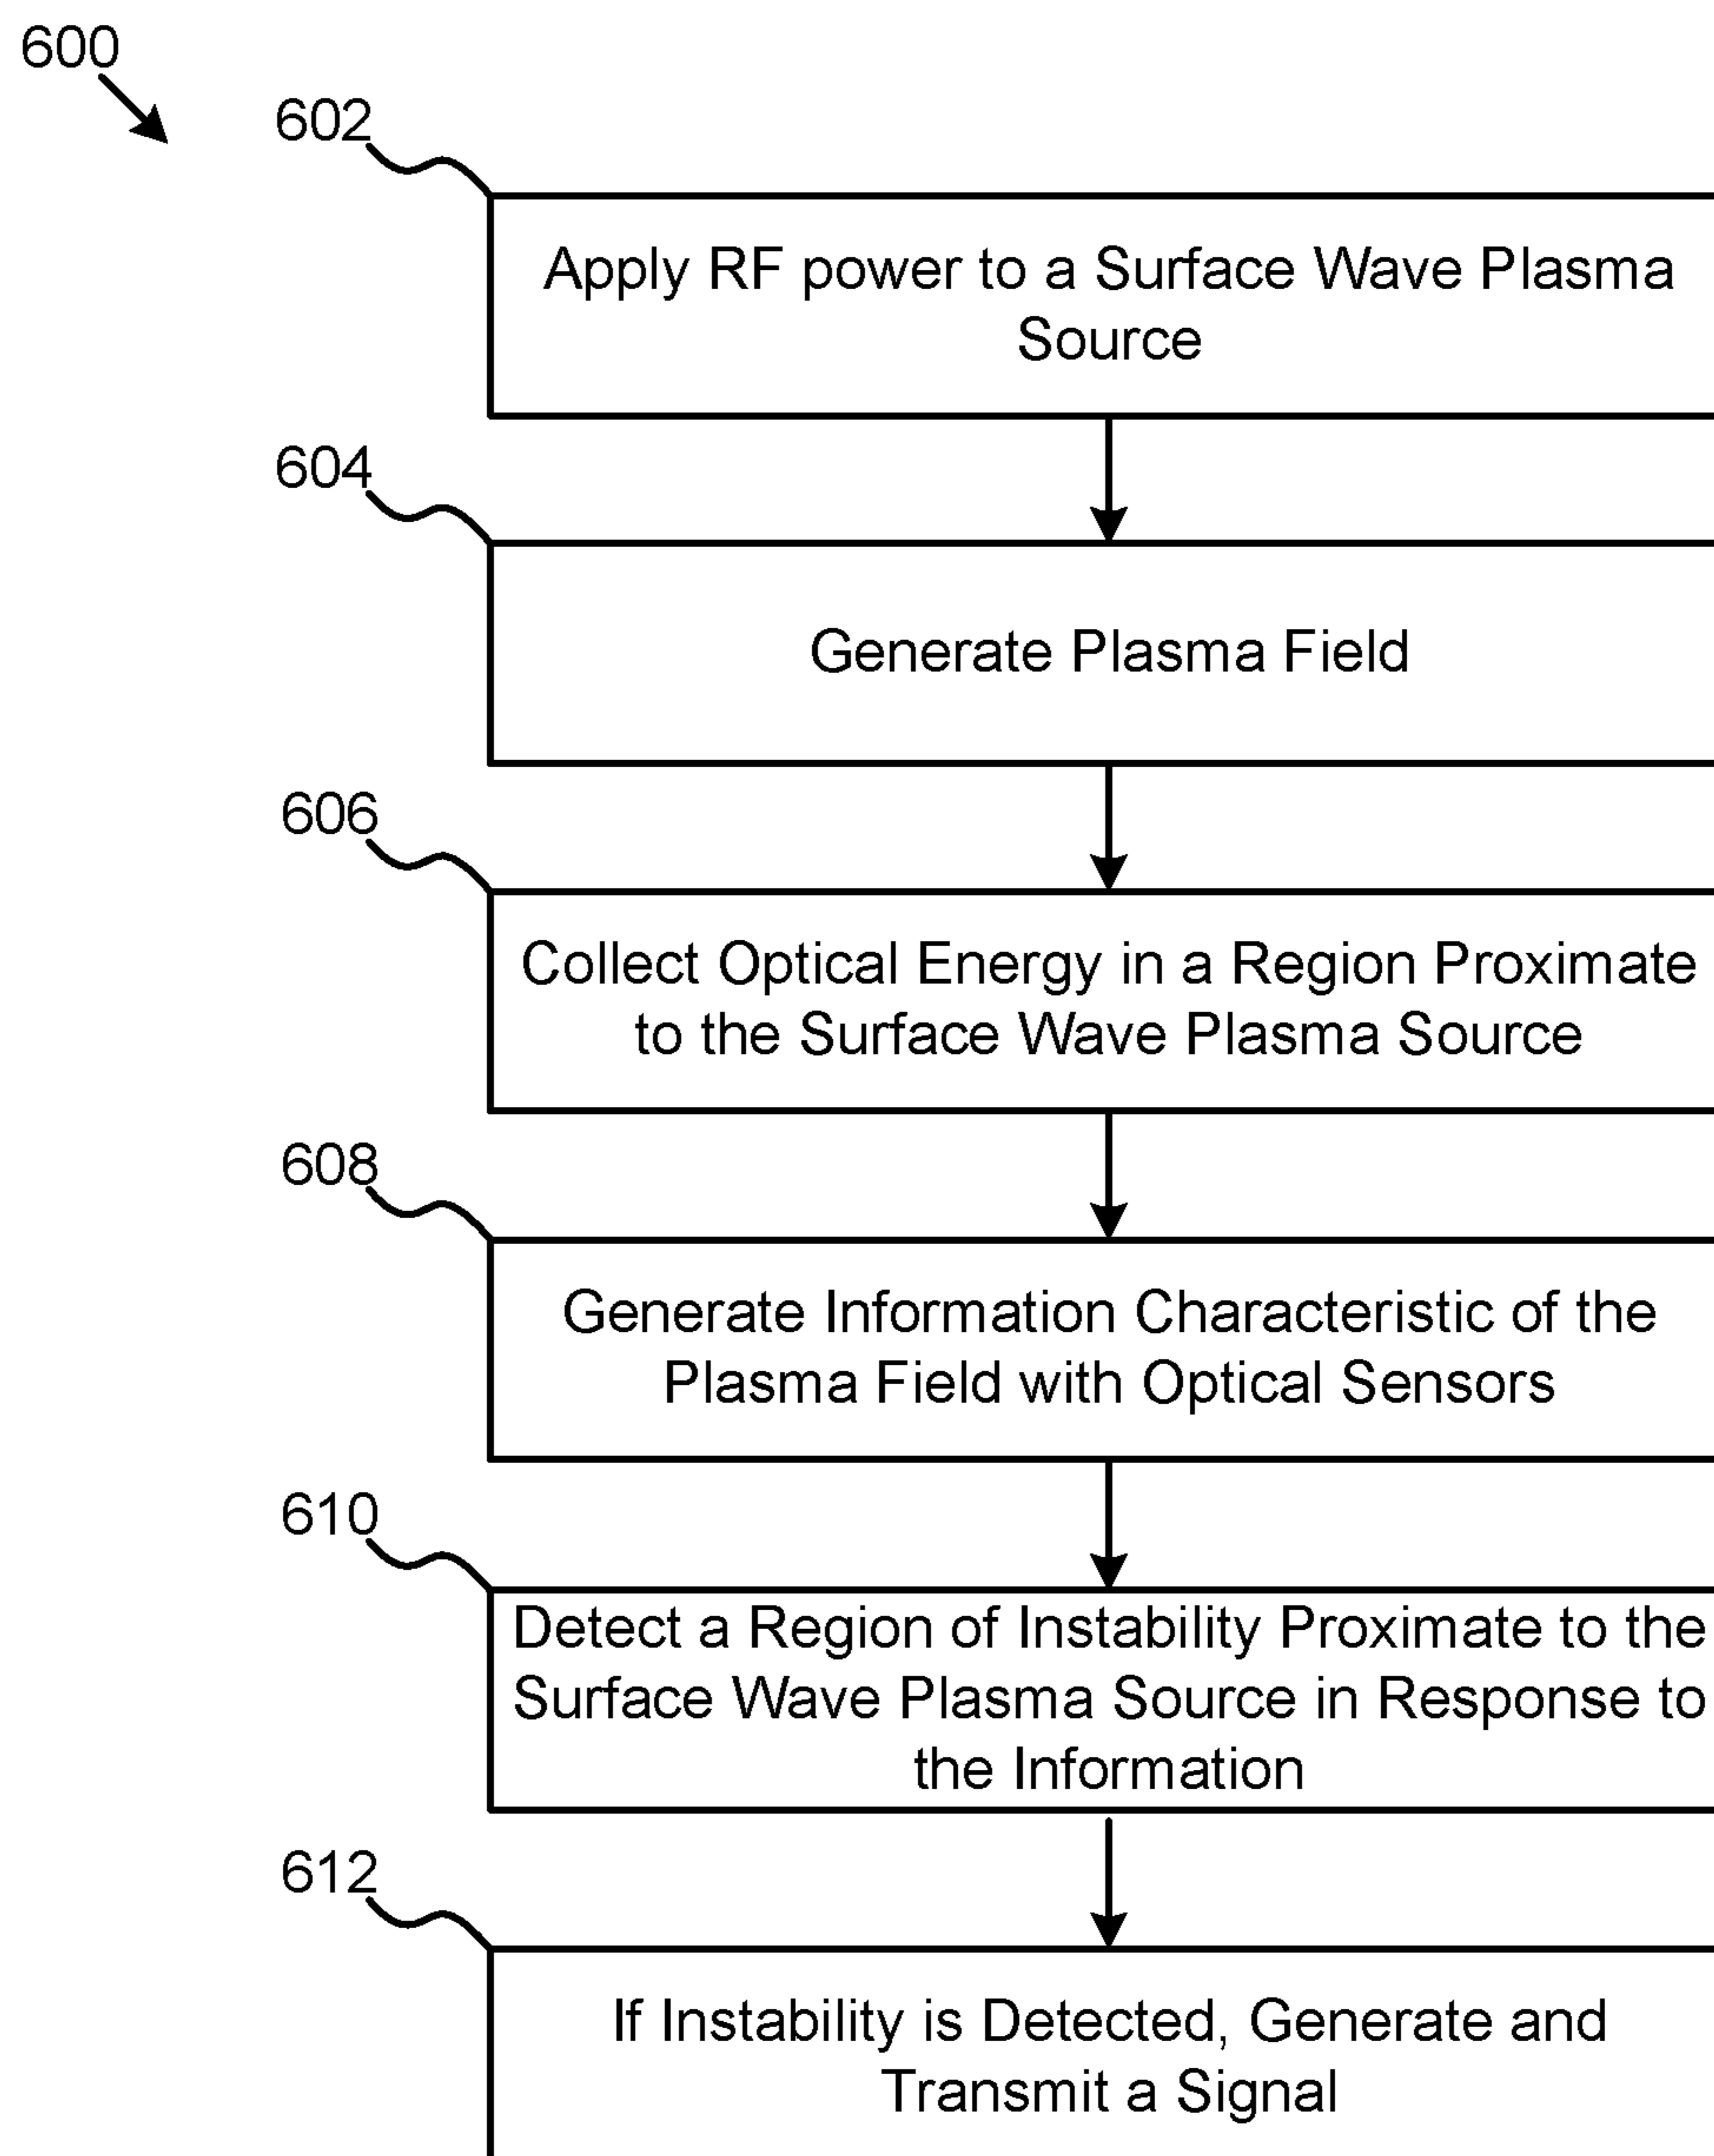 600
602
Apply RF power to a Surface Wave Plasma
Source
604
Generate Plasma Field
606
Collect Optical Energy in a Region Proximate
to the Surface Wave Plasma Source
608
Generate Information Characteristic of the
Plasma Field with Optical Sensors
610
Detect a Region of Instability Proximate to the
Surface Wave Plasma Source in Response to
the Information
612
If Instability is Detected, Generate and
Transmit a Signal